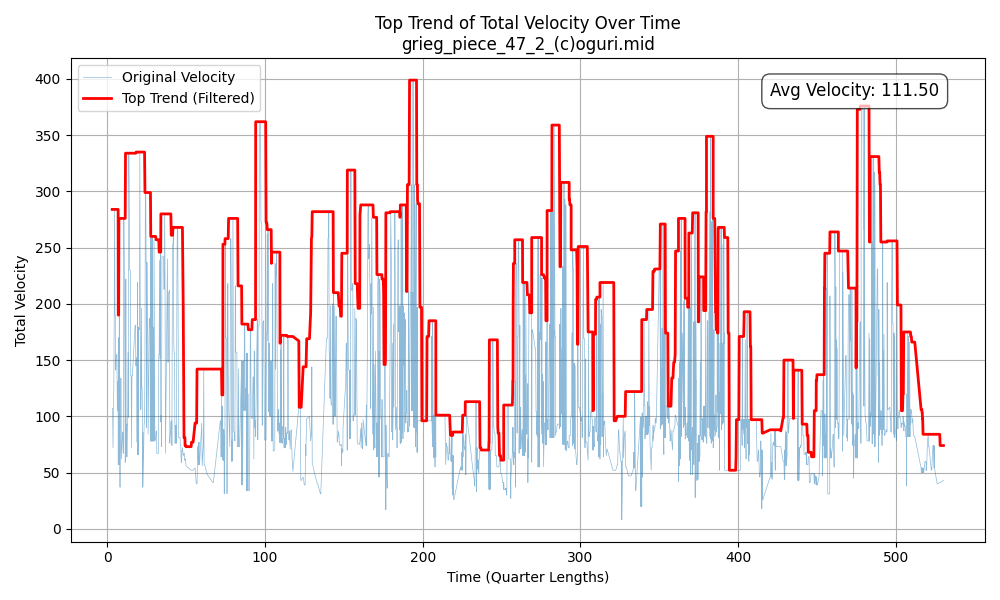 Top Trend of Total Velocity Over Time
grieg_piece_47_2_(c)oguri.mid
Original Velocity
Top Trend (Filtered)
Avg Velocity: 111.50
Total Velocity
400
350
300
250
200
150
100
50
0
0 100 200 300 400 500
Time (Quarter Lengths)